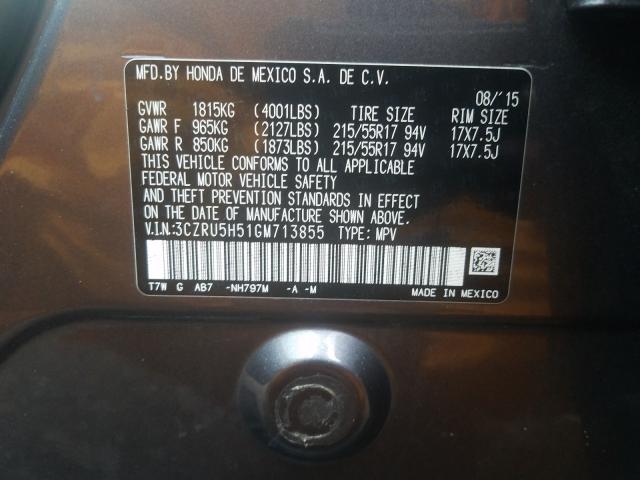 MFD.BY HONDA DE MEXICO S.A. DE C.V.
08/'15
GVWR 1815KG (4001LBS) TIRE SIZE RIM SIZE
GAWR F 965KG (2127LBS) 215/55R17 94V 17X7.5J
GAWR R 850KG (1873LBS) 215/55R17 94V 17X7.5J
THIS VEHICLE CONFORMS TO ALL APPLICABLE
FEDERAL MOTOR VEHICLE SAFETY
AND THEFT PREVENTION STANDARDS IN EFFECT
ON THE DATE OF MANUFACTURE SHOWN ABOVE.
V.I.N.:3CZRU5H51GM713855 TYPE: MPV
T7W G AB7 -NH797M -A -M MADE IN MEXICO